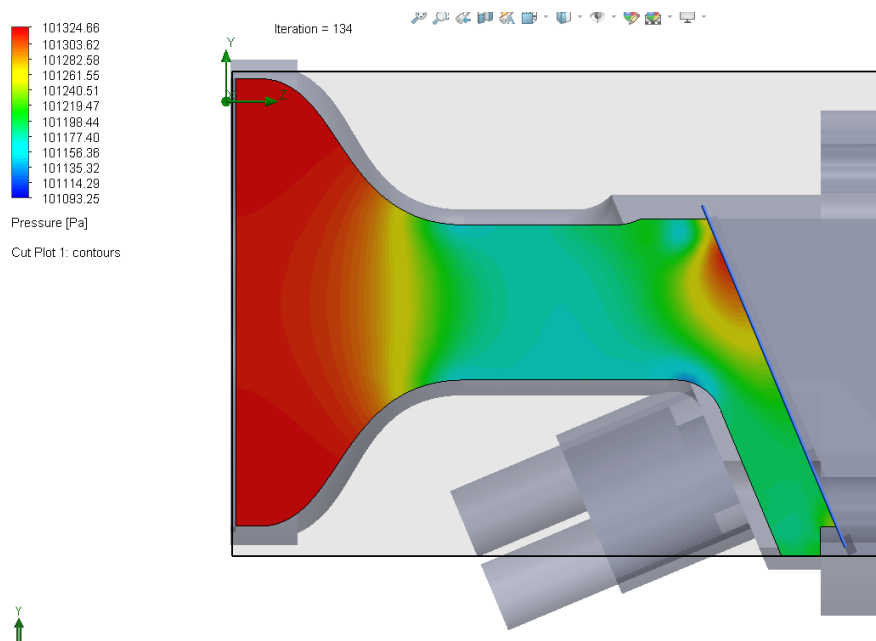 Iteration = 134
101324.66
101303.62
101282.58
101261.55
101240.51
101219.47
101198.44
101177.40
101156.36
101135.32
101114.29
101093.25
Pressure [Pa]
Cut Plot 1: contours
Y
Z
Y